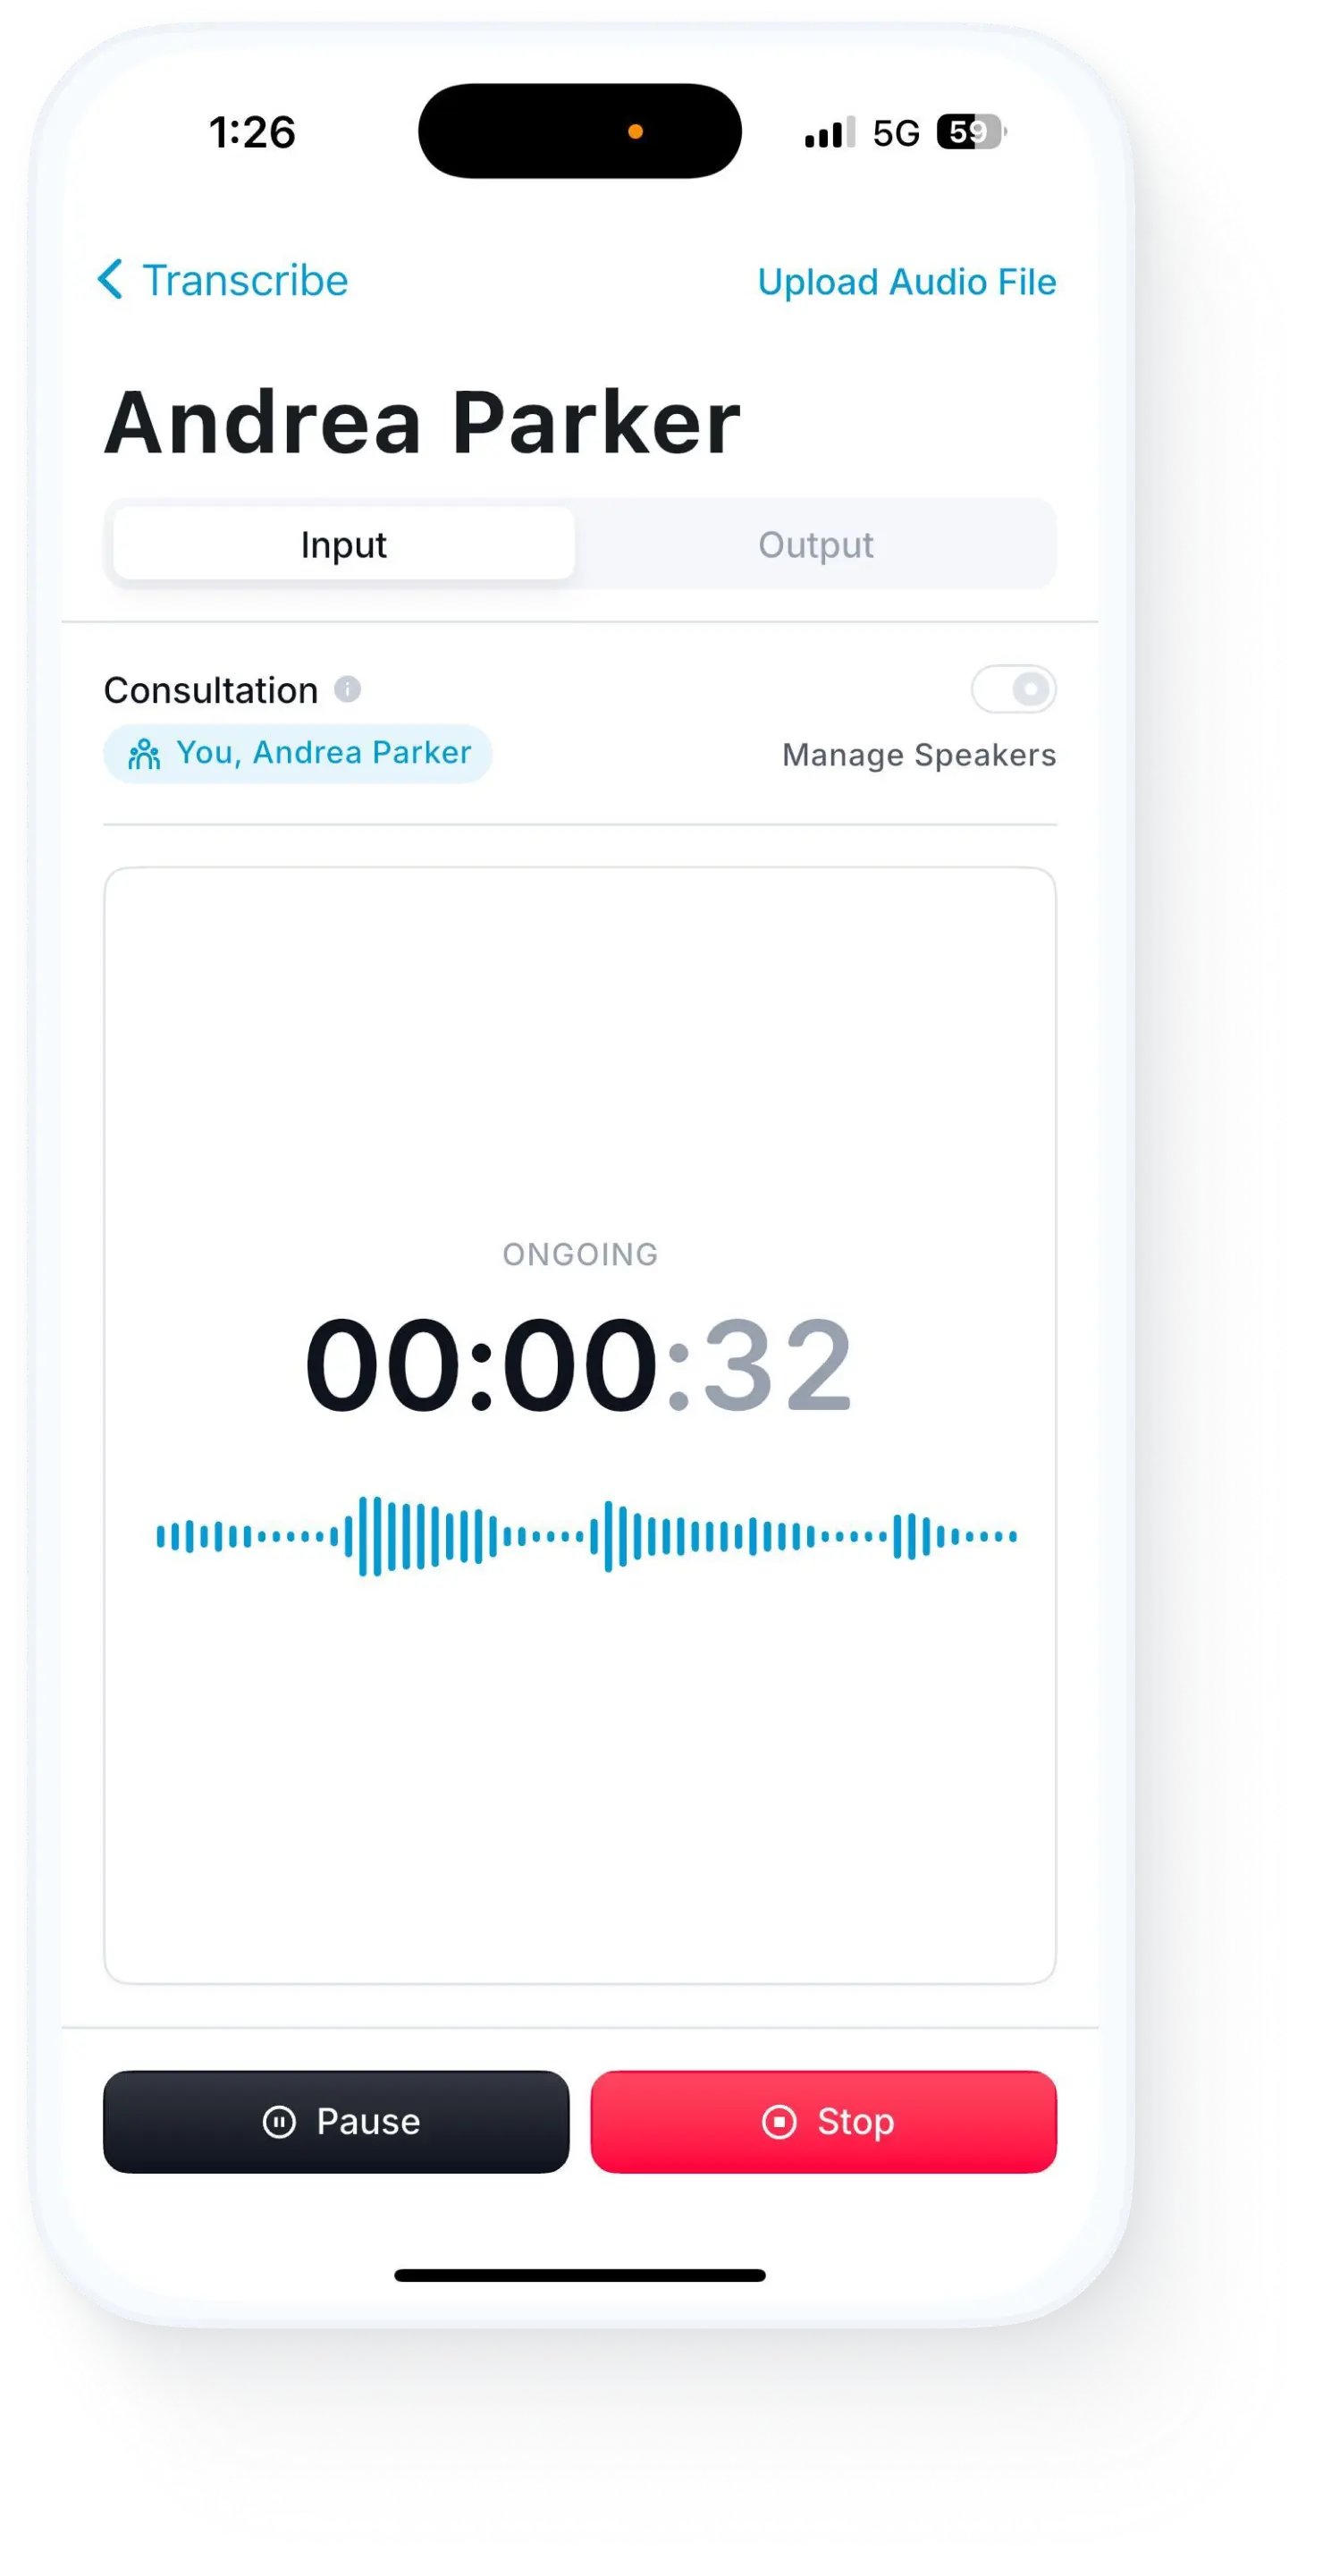 1:26 5G 59
Transcribe Upload Audio File
Andrea Parker
Input Output
Consultation
You, Andrea Parker Manage Speakers
ONGOING
00:00:32
Pause Stop